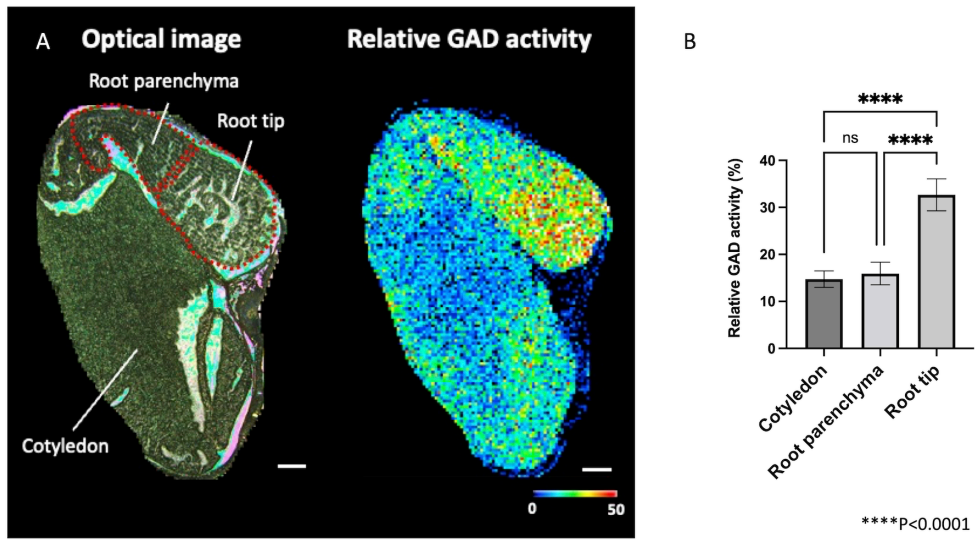 A
Optical image
Relative GAD activity
Root parenchyma
Root tip
Cotyledon
0
50
B
****
ns
****
40
30
20
10
0
Relative GAD activity (%)
Cotyledon
Root parenchyma
Root tip
****P<0.0001